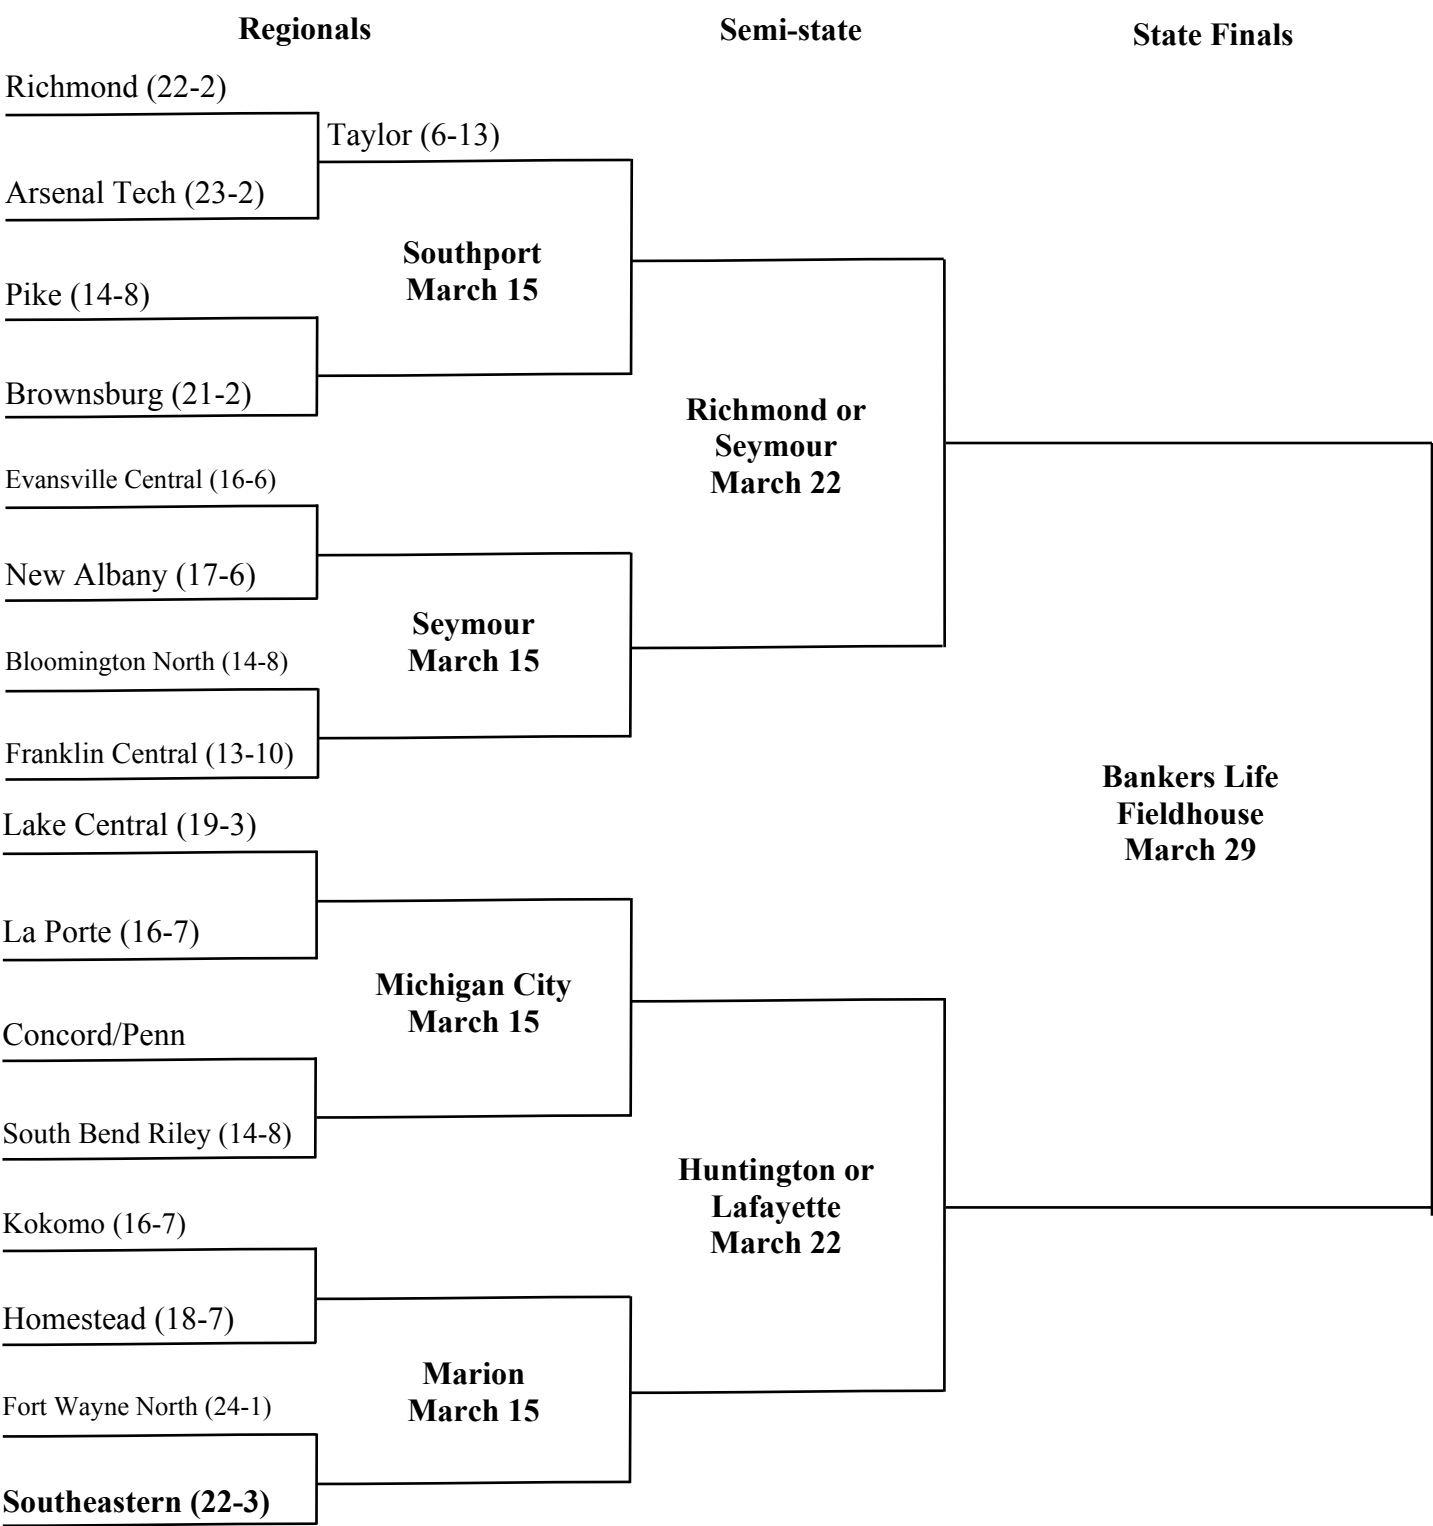 Regionals
Semi-state
State Finals
Richmond (22-2)
Taylor (6-13)
Arsenal Tech (23-2)
Southport
March 15
Pike (14-8)
Brownsburg (21-2)
Richmond or
Seymour
March 22
Evansville Central (16-6)
New Albany (17-6)
Seymour
March 15
Bloomington North (14-8)
Franklin Central (13-10)
Bankers Life
Fieldhouse
March 29
Lake Central (19-3)
La Porte (16-7)
Michigan City
March 15
Concord/Penn
South Bend Riley (14-8)
Huntington or
Lafayette
March 22
Kokomo (16-7)
Homestead (18-7)
Marion
March 15
Fort Wayne North (24-1)
Southeastern (22-3)